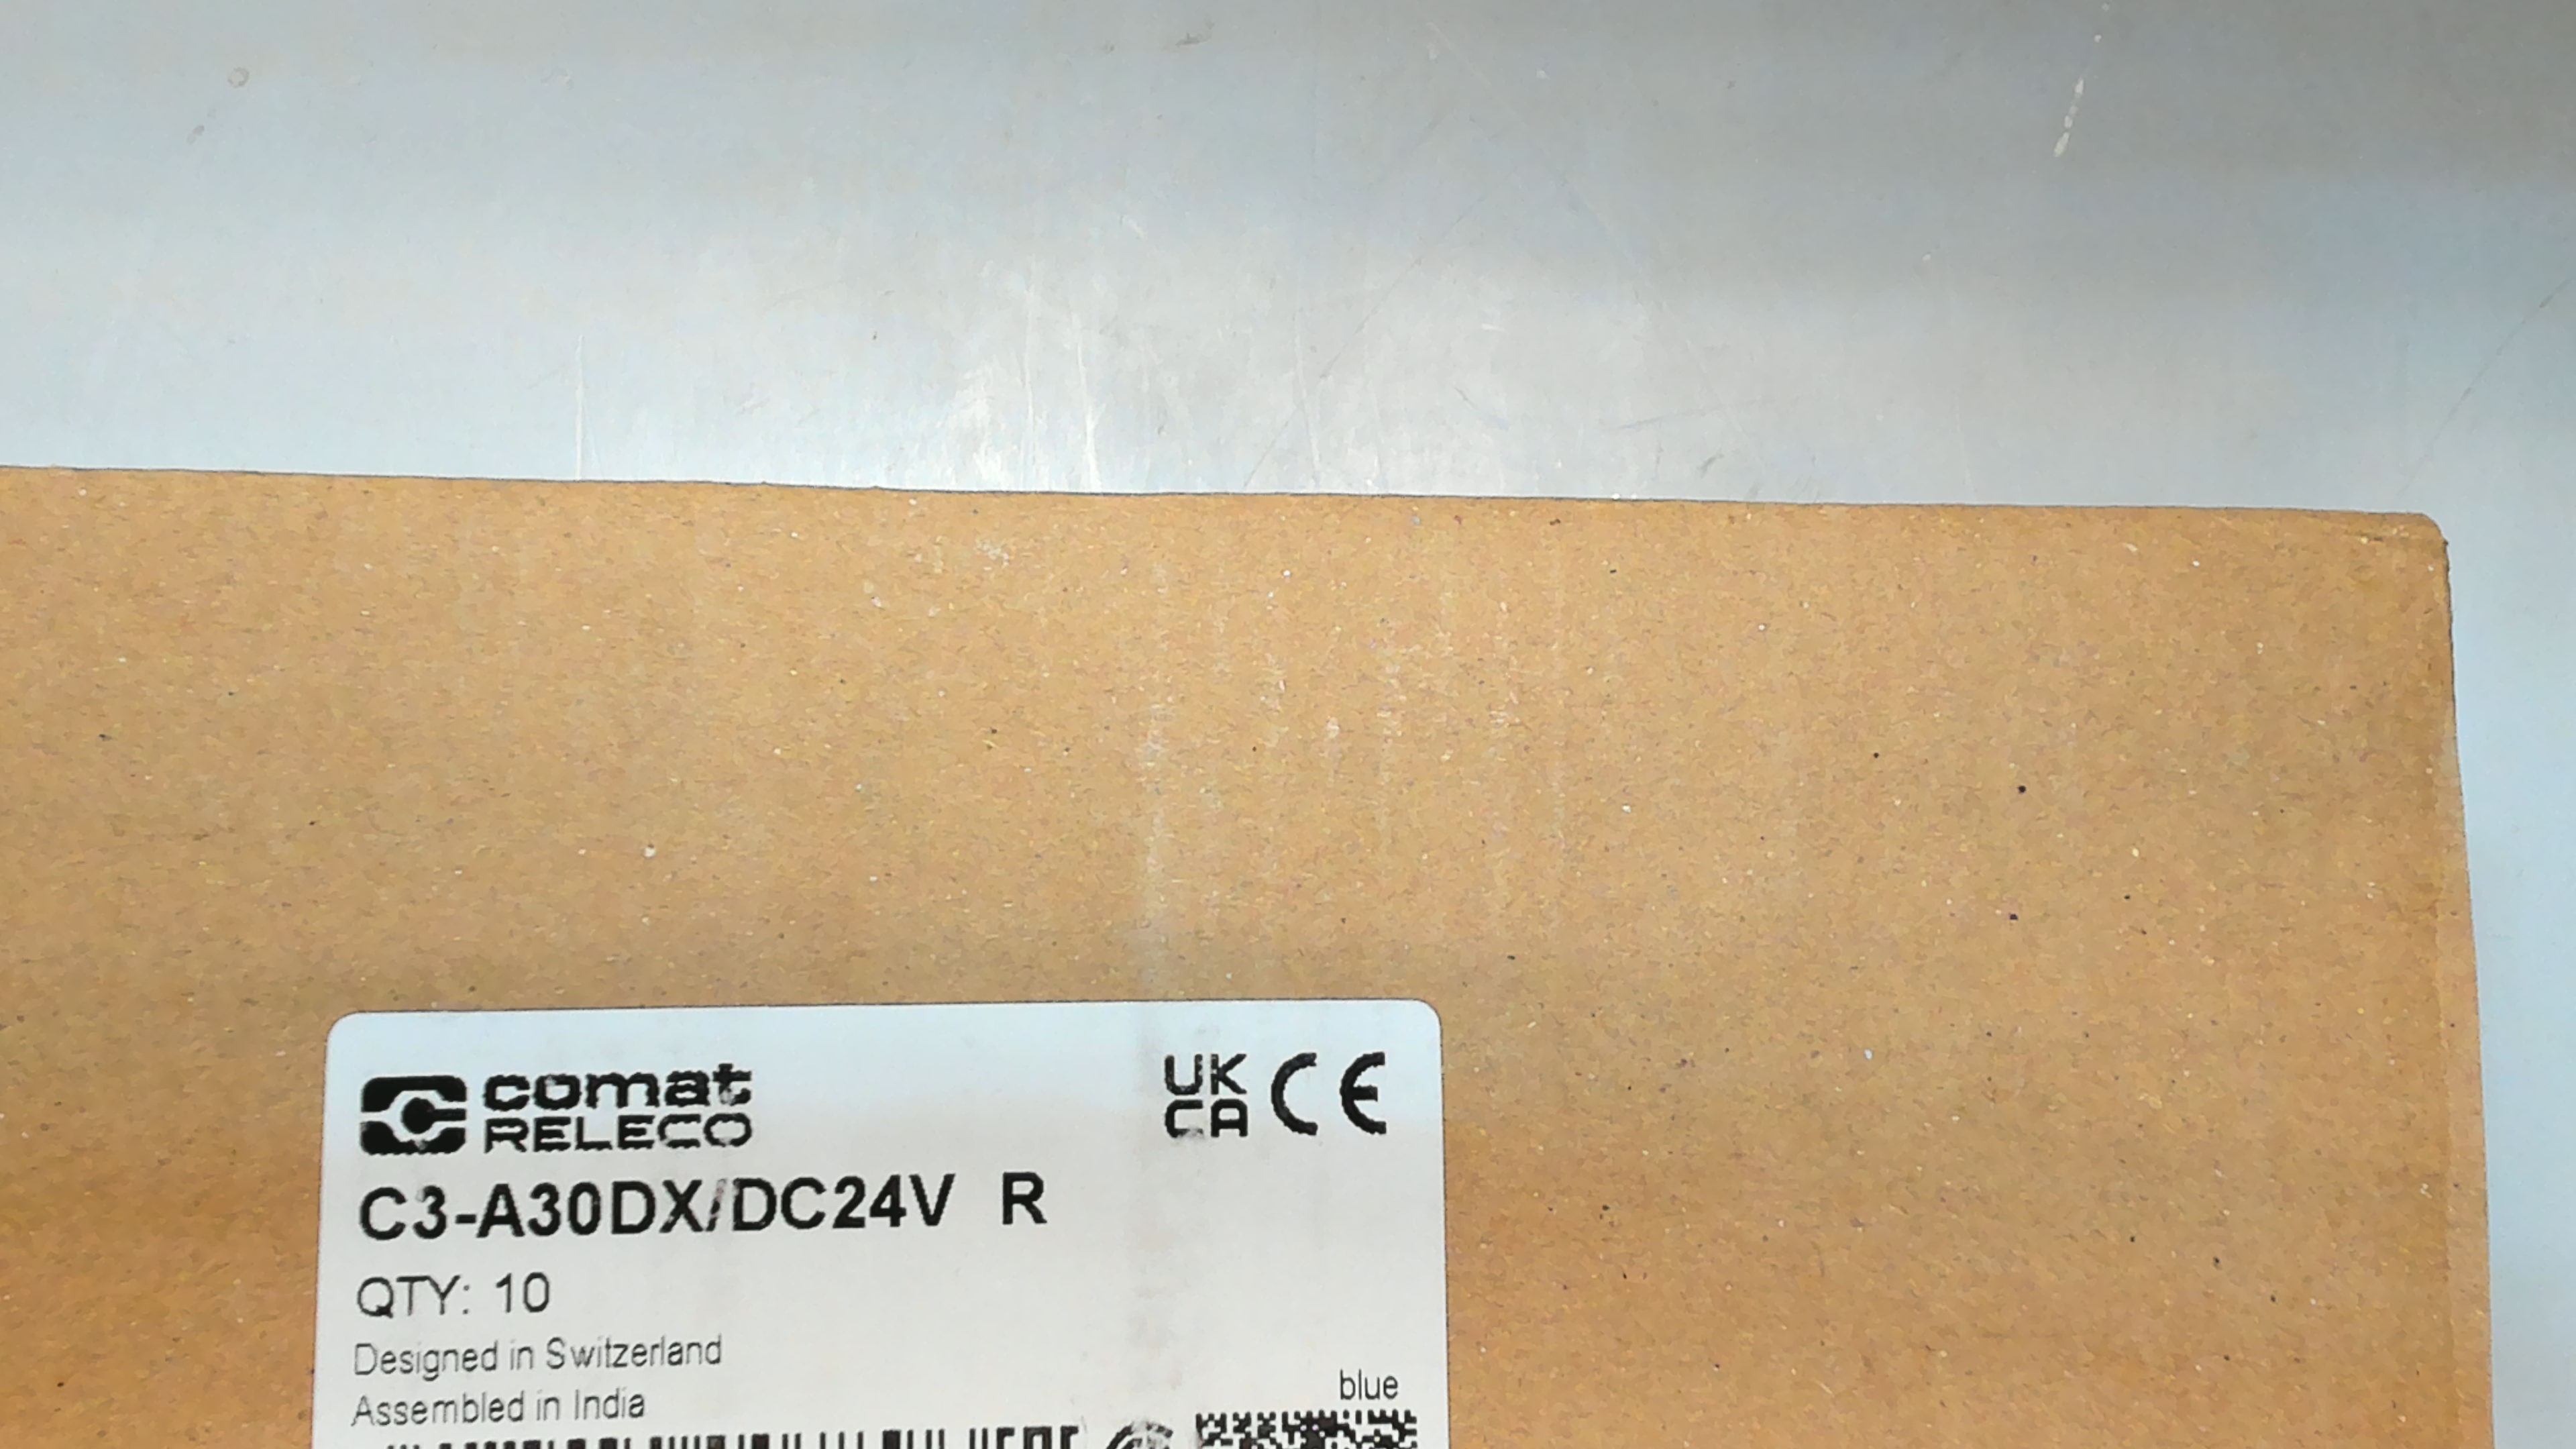 comat
RELECO
UK
CA CE
C3-A30DX/DC24V R
QTY: 10
Designed in Switzerland
blue
Assembled in India